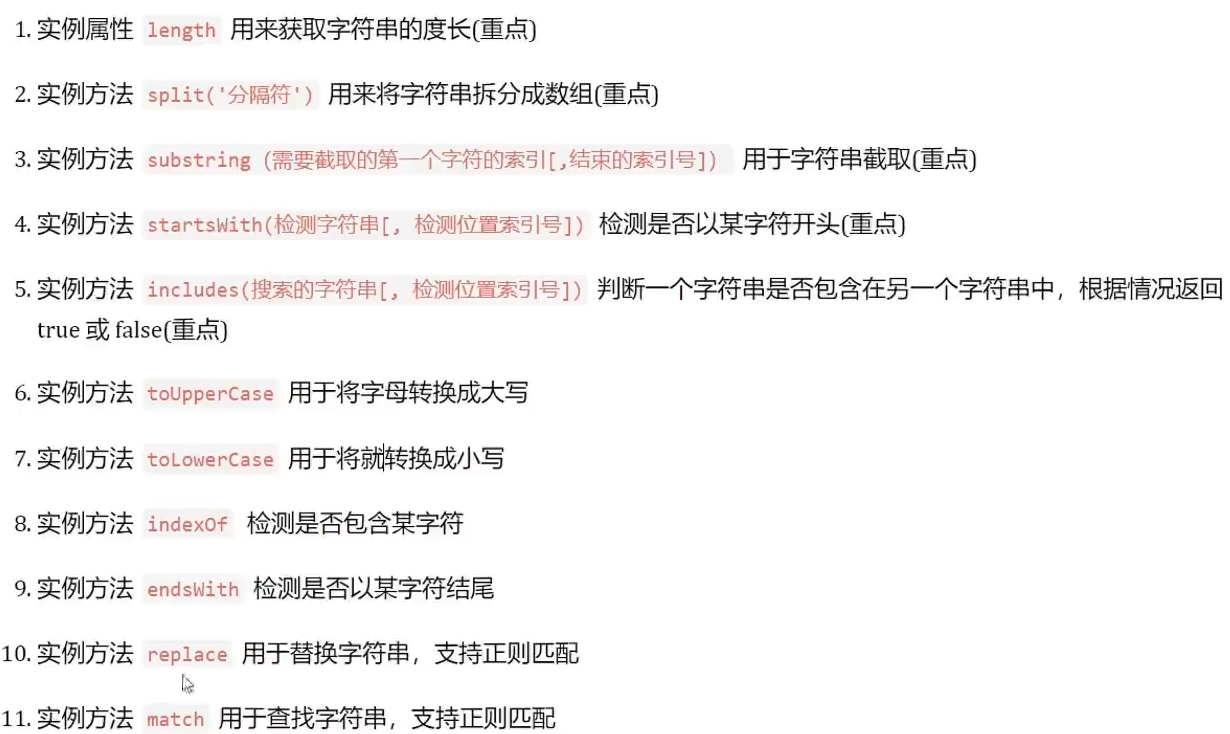 1. 实例属性 length 用来获取字符串的度长(重点)
2. 实例方法 split('分隔符') 用来将字符串拆分成数组(重点)
3. 实例方法 substring (需要截取的第一个字符的索引[,结束的索引号]) 用于字符串截取(重点)
4. 实例方法 startsWith(检测字符串[, 检测位置索引号]) 检测是否以某字符开头(重点)
5. 实例方法 includes(搜索的字符串[, 检测位置索引号]) 判断一个字符串是否包含在另一个字符串中，根据情况返回
true 或 false(重点)
6. 实例方法 toUpperCase 用于将字母转换成大写
7. 实例方法 toLowerCase 用于将就转换成小写
8. 实例方法 indexOf 检测是否包含某字符
9. 实例方法 endsWith 检测是否以某字符结尾
10. 实例方法 replace 用于替换字符串，支持正则匹配
11. 实例方法 match 用于查找字符串，支持正则匹配